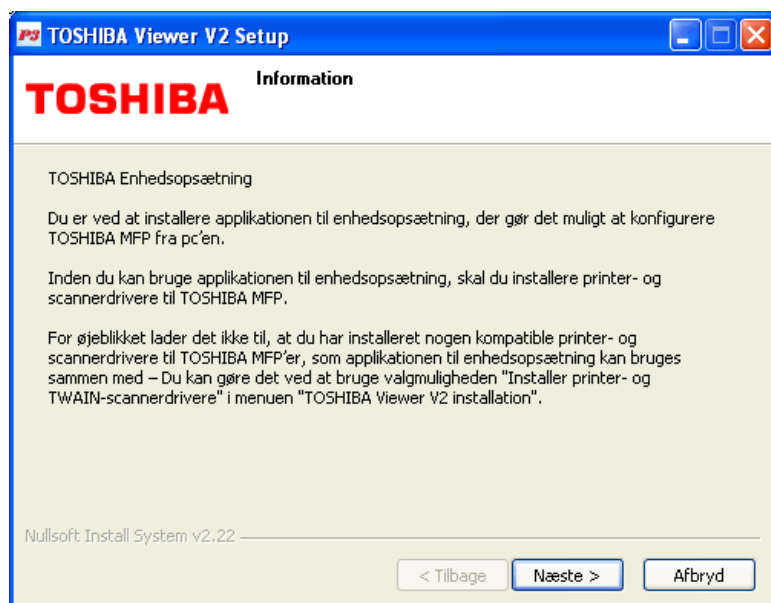 P3 TOSHIBA Viewer V2 Setup
TOSHIBA
Information
TOSHIBA Enhedsopsætning
Du er ved at installere applikationen til enhedsopsætning, der gør det muligt at konfigurere
TOSHIBA MFP fra pc'en.
Inden du kan bruge applikationen til enhedsopsætning, skal du installere printer- og
scannerdrivere til TOSHIBA MFP.
For øjeblikket lader det ikke til, at du har installeret nogen kompatible printer- og
scannerdrivere til TOSHIBA MFP'er, som applikationen til enhedsopsætning kan bruges
sammen med – Du kan gøre det ved at bruge valgmuligheden "Installer printer- og
TWAIN-scannerdrivere" i menuen "TOSHIBA Viewer V2 installation".
Nullsoft Install System v2.22
< Tilbage Næste > Afbryd